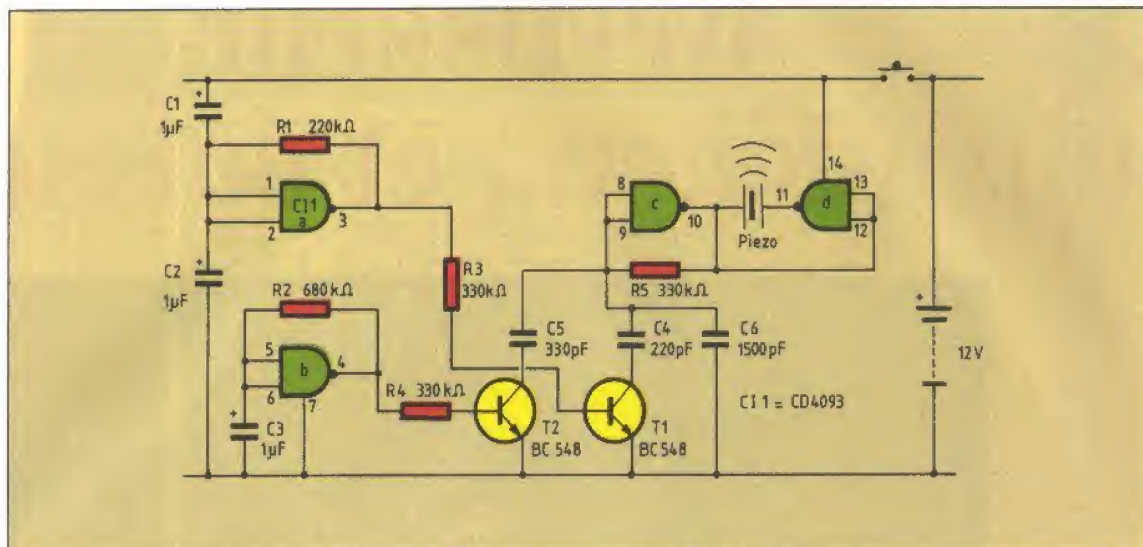 C1
1µF
R1 220kΩ
1
2
CI1
a
3
C2
1µF
R2 680kΩ
5
6
b
4
7
C3
1µF
R3
330kΩ
R4 330kΩ
T2
BC 548
C5
330pF
T1
BC 548
C4
220pF
C6
1500pF
8
9
c
10
R5 330kΩ
Piezo
11
14
d
13
12
12V
CI 1 = CD4093
+
+
+
+